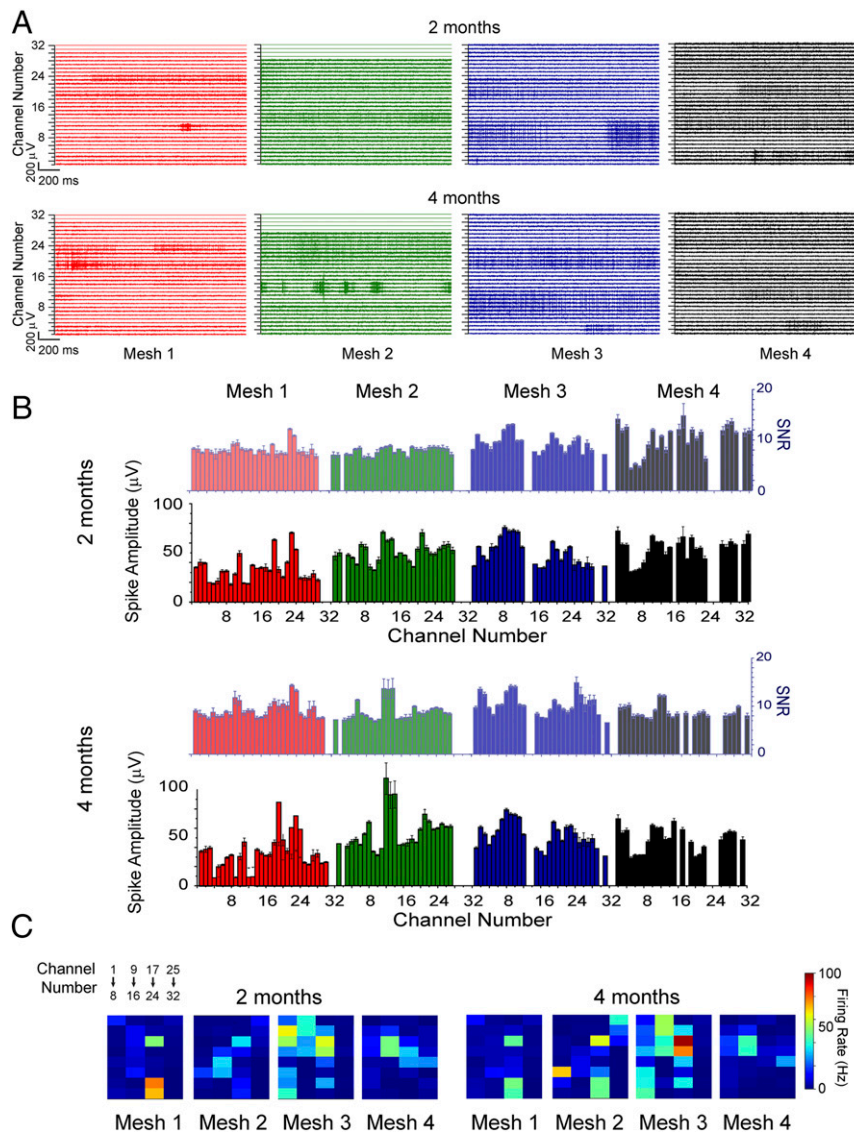 A
2 months
Channel Number
32
24
16
8
200 µV
200 ms
4 months
Channel Number
32
24
16
8
200 µV
200 ms
Mesh 1 Mesh 2 Mesh 3 Mesh 4
B
Mesh 1 Mesh 2 Mesh 3 Mesh 4
2 months
20
10
0
SNR
Spike Amplitude (µV)
100
50
0
8 16 24 32 8 16 24 32 8 16 24 32 8 16 24 32
Channel Number
4 months
20
10
0
SNR
Spike Amplitude (µV)
100
50
0
8 16 24 32 8 16 24 32 8 16 24 32 8 16 24 32
Channel Number
C
Channel Number
1 9 17 25
8 16 24 32
2 months 4 months
100
50
0
Firing Rate (Hz)
Mesh 1 Mesh 2 Mesh 3 Mesh 4 Mesh 1 Mesh 2 Mesh 3 Mesh 4